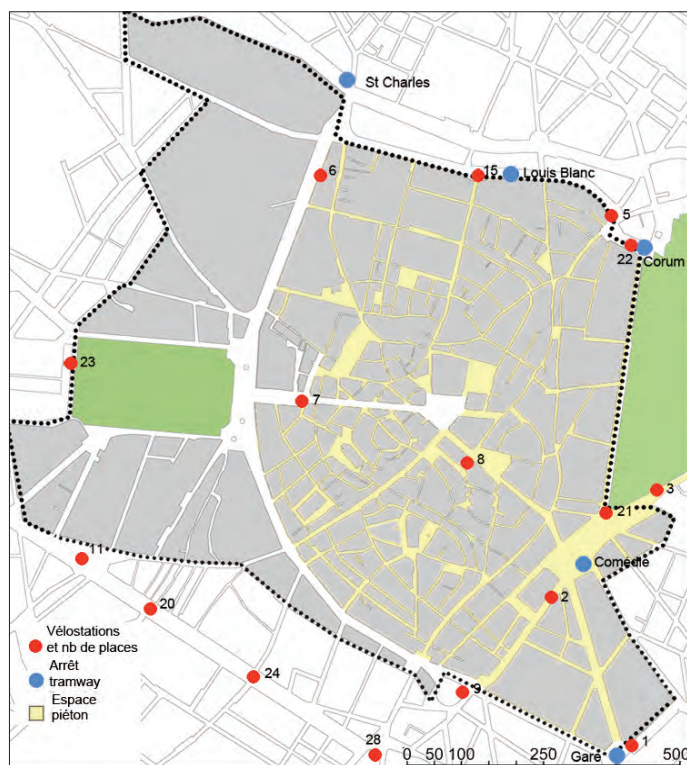 St Charles
6
15
Louis Blanc
5
22
Corum
23
7
8
3
21
Comédie
11
2
20
24
9
28
Gare
1
Vélostations
et nb de places
Arrêt
tramway
Espace
piéton
0 50 100 250 500